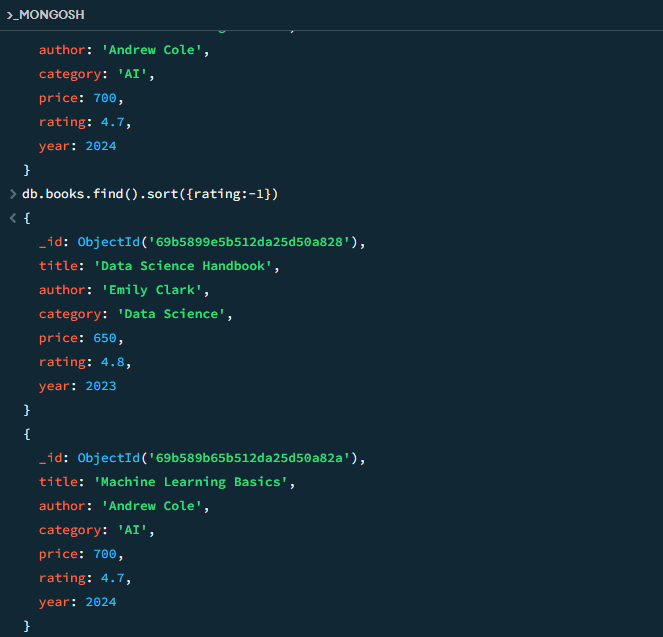 >_MONGOSH
author: 'Andrew Cole',
category: 'AI',
price: 700,
rating: 4.7,
year: 2024
}
> db.books.find().sort({rating:-1})
< {
_id: ObjectId('69b5899e5b512da25d50a828'),
title: 'Data Science Handbook',
author: 'Emily Clark',
category: 'Data Science',
price: 650,
rating: 4.8,
year: 2023
}
{
_id: ObjectId('69b589b65b512da25d50a82a'),
title: 'Machine Learning Basics',
author: 'Andrew Cole',
category: 'AI',
price: 700,
rating: 4.7,
year: 2024
}